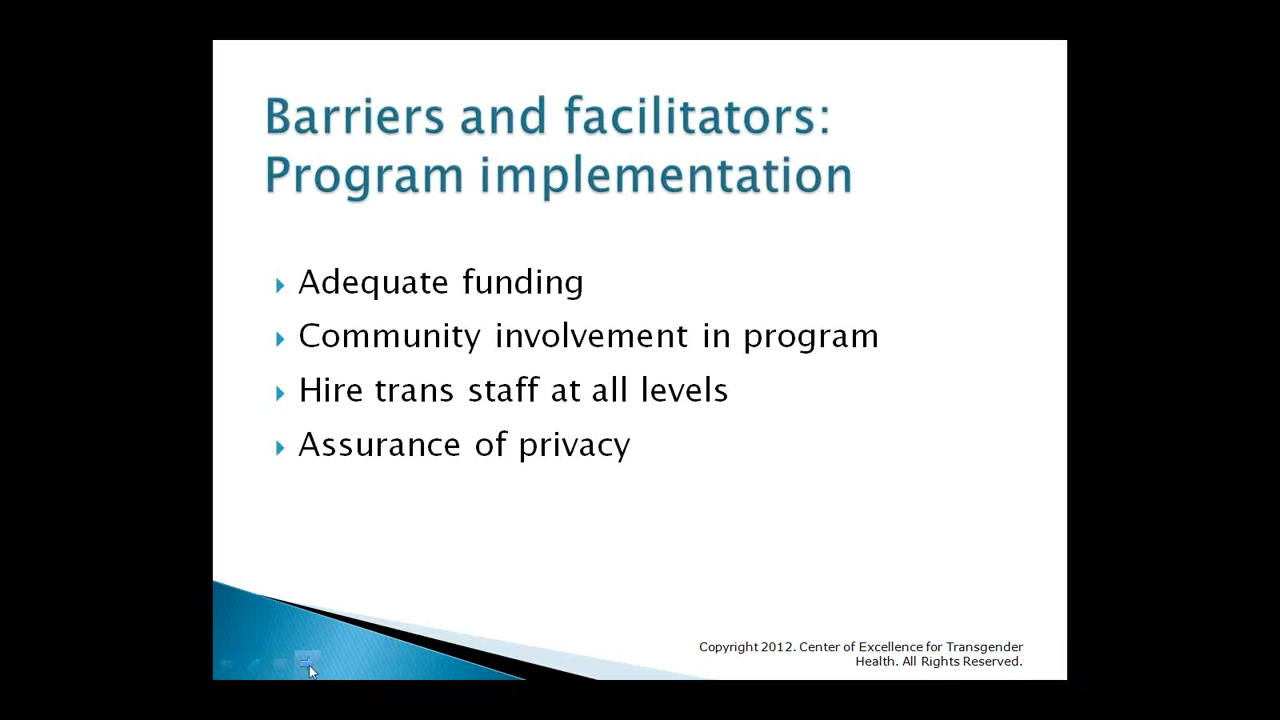 Barriers and facilitators:
Program implementation
Adequate funding
Community involvement in program
Hire trans staff at all levels
Assurance of privacy
Copyright 2012. Center of Excellence for Transgender
Health. All Rights Reserved.